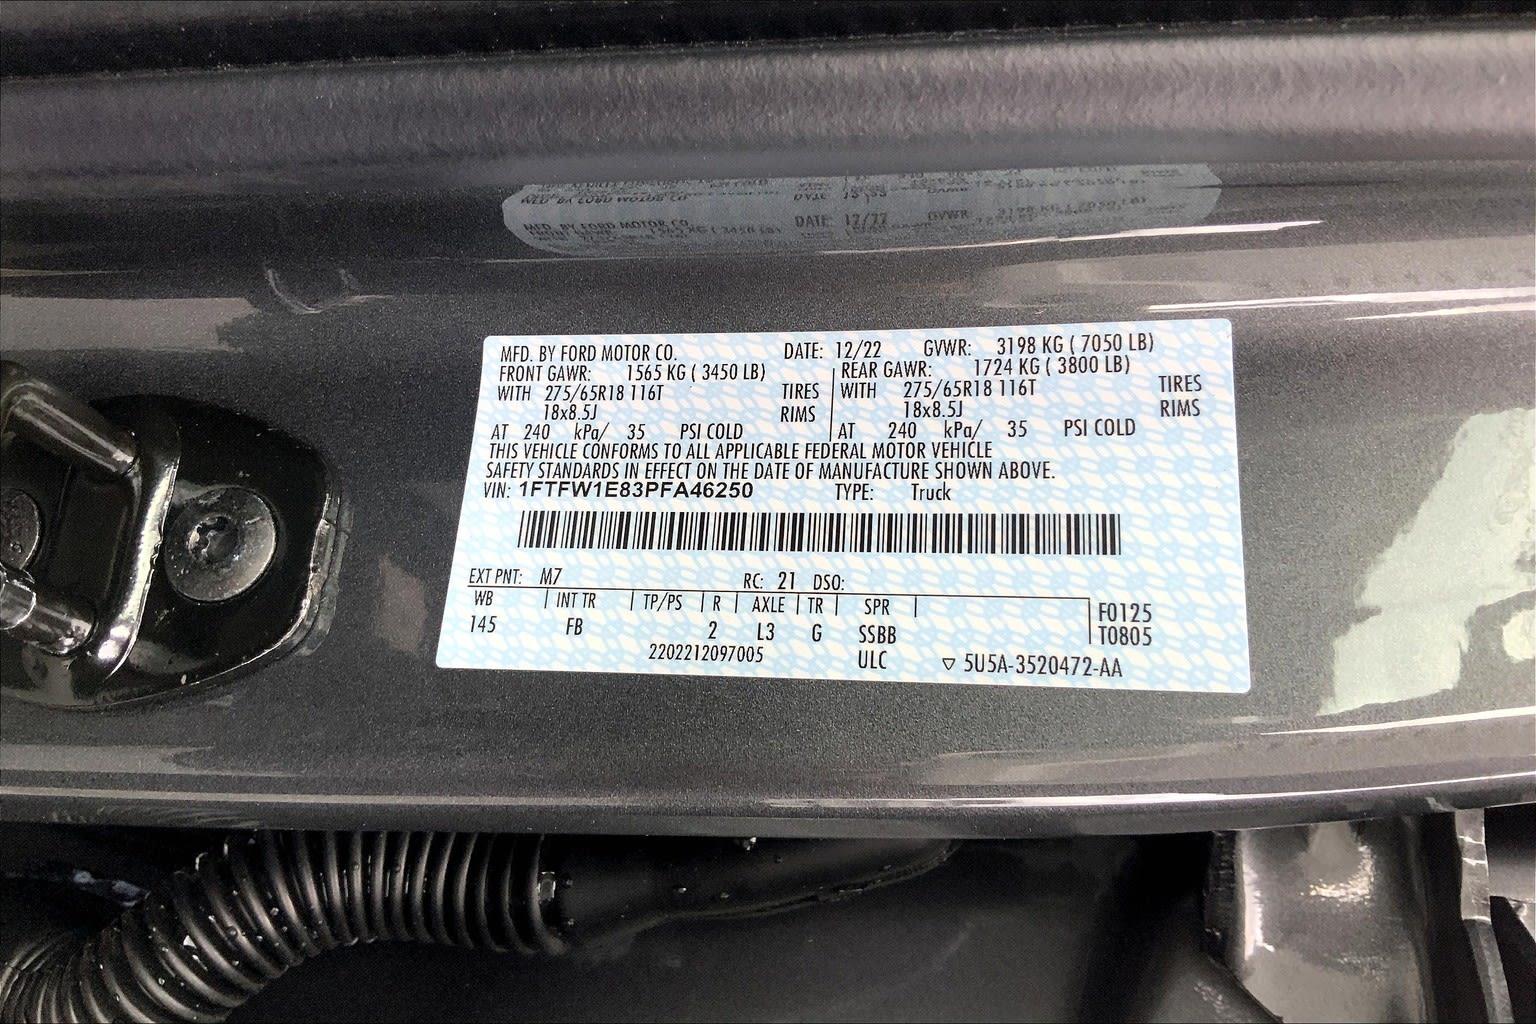 MFD. BY FORD MOTOR CO. DATE: 12/22 GVWR: 3198 KG ( 7050 LB)
FRONT GAWR: 1565 KG ( 3450 LB) REAR GAWR: 1724 KG ( 3800 LB)
WITH 275/65R18 116T TIRES WITH 275/65R18 116T TIRES
18x8.5J RIMS 18x8.5J RIMS
AT 240 kPa/ 35 PSI COLD AT 240 kPa/ 35 PSI COLD
THIS VEHICLE CONFORMS TO ALL APPLICABLE FEDERAL MOTOR VEHICLE
SAFETY STANDARDS IN EFFECT ON THE DATE OF MANUFACTURE SHOWN ABOVE.
VIN: 1FTFW1E83PFA46250 TYPE: Truck
EXT PNT: M7 RC: 21 DSO:
WB INT TR TP/PS R AXLE TR SPR F0125
145 FB 2 L3 G SSBB T0805
2202212097005 ULC ▽ 5U5A-3520472-AA